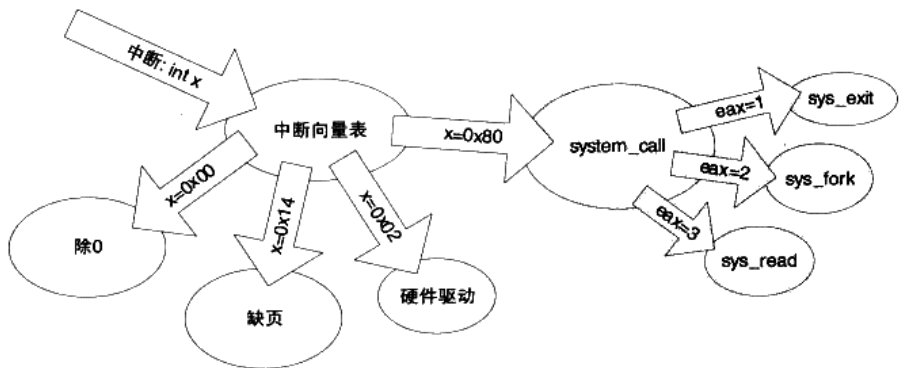 中断: int x
中断向量表
x=0x80
system_call
eax=1
sys_exit
eax=2
sys_fork
eax=3
sys_read
x=0x00
除0
x=0x14
缺页
x=0x02
硬件驱动